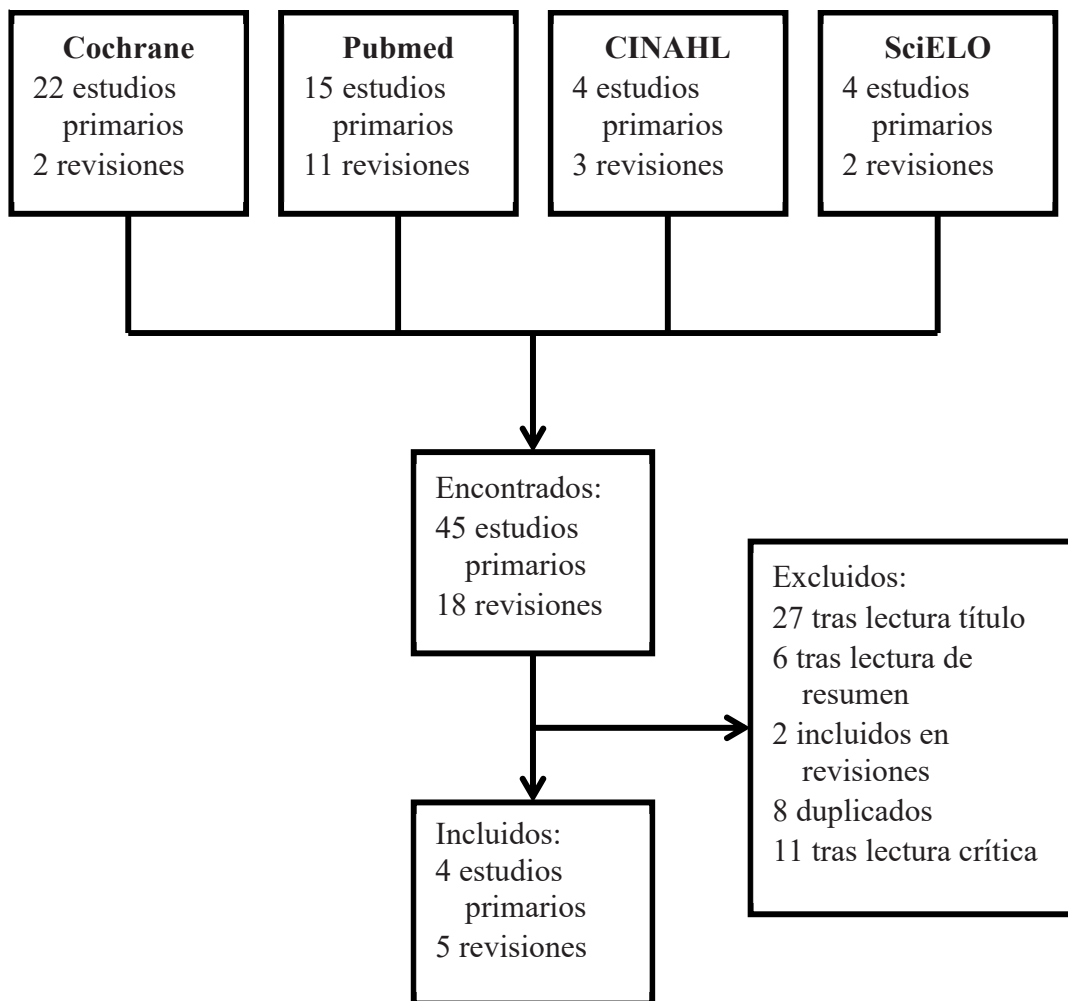 Cochrane
22 estudios
primarios
2 revisiones
Pubmed
15 estudios
primarios
11 revisiones
CINAHL
4 estudios
primarios
3 revisiones
SciELO
4 estudios
primarios
2 revisiones
Encontrados:
45 estudios
primarios
18 revisiones
Excluidos:
27 tras lectura título
6 tras lectura de
resumen
2 incluidos en
revisiones
8 duplicados
11 tras lectura crítica
Incluidos:
4 estudios
primarios
5 revisiones